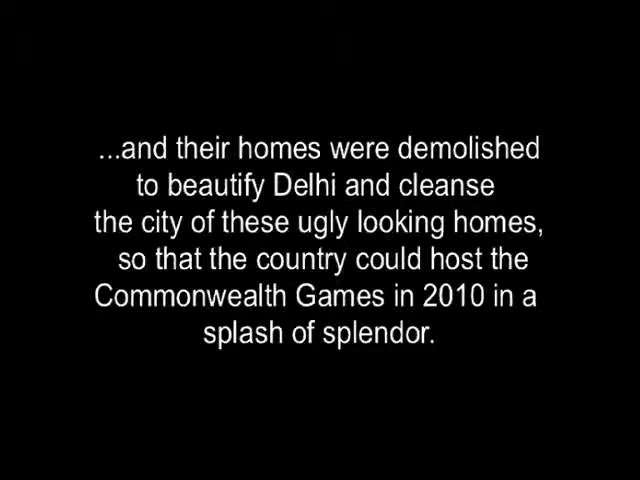 ...and their homes were demolished
to beautify Delhi and cleanse
the city of these ugly looking homes,
so that the country could host the
Commonwealth Games in 2010 in a
splash of splendor.